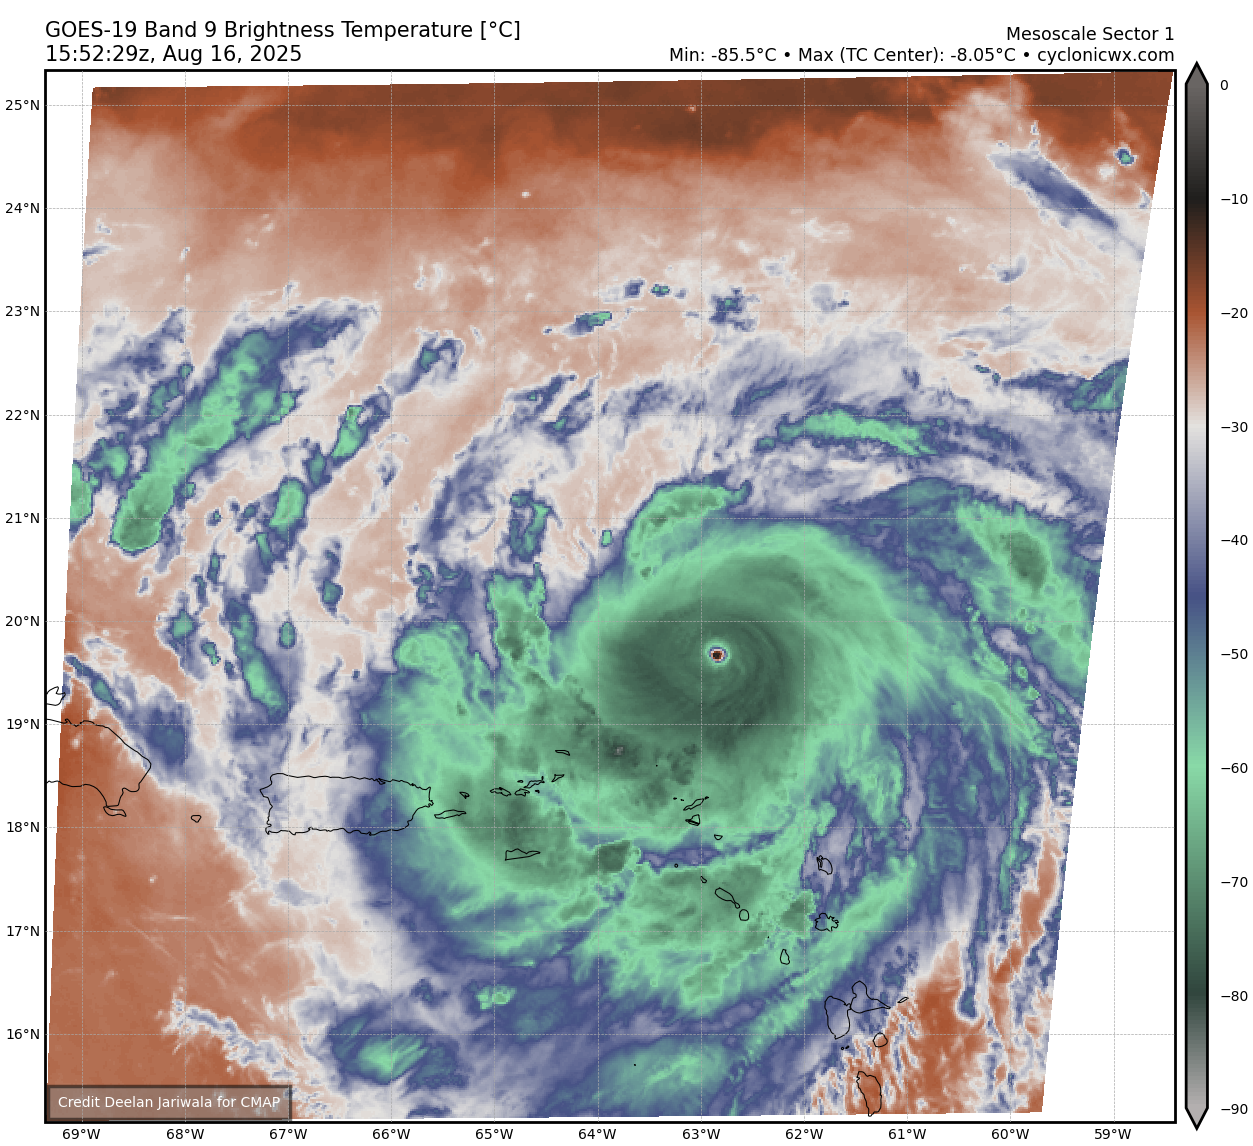 GOES-19 Band 9 Brightness Temperature [°C]
15:52:29z, Aug 16, 2025
Mesoscale Sector 1
Min: -85.5°C • Max (TC Center): -8.05°C • cyclonicwx.com
25°N
24°N
23°N
22°N
21°N
20°N
19°N
18°N
17°N
16°N
69°W 68°W 67°W 66°W 65°W 64°W 63°W 62°W 61°W 60°W 59°W
0
−10
−20
−30
−40
−50
−60
−70
−80
−90
Credit Deelan Jariwala for CMAP